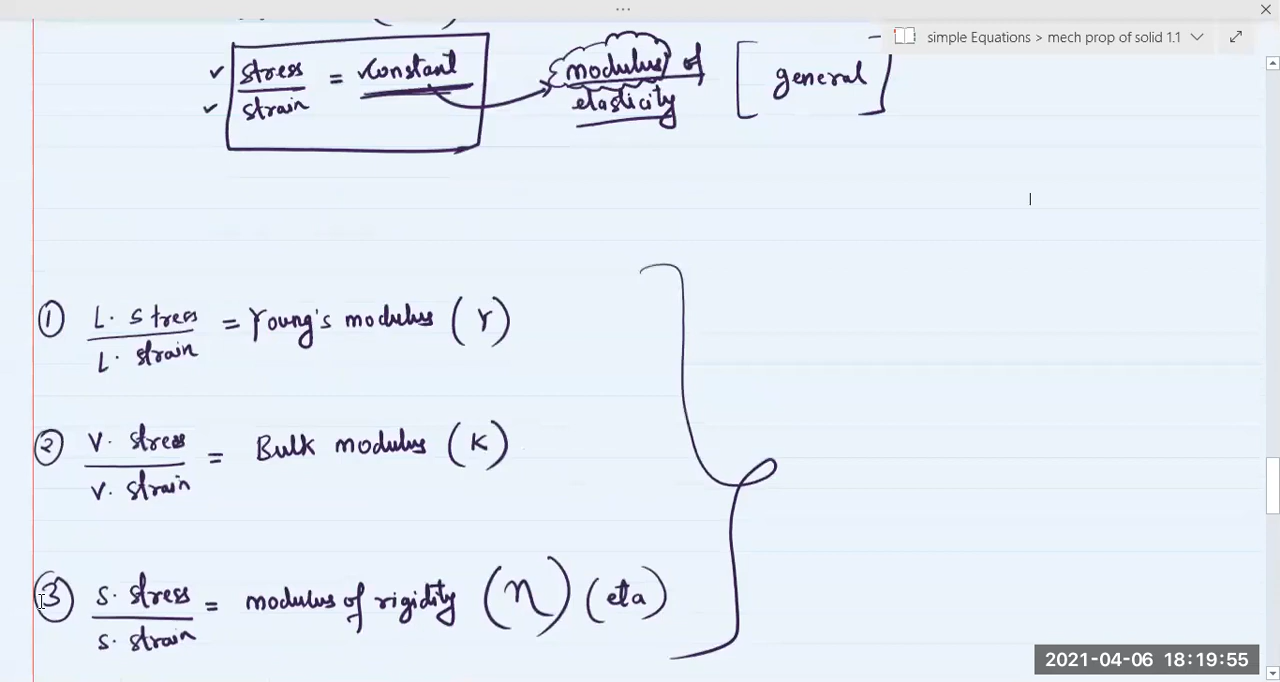 simple Equations > mech prop of solid 1.1
stress
strain
= constant
modulus of
elasticity
[general]
① L. stress
L. strain
= Young's modulus (Y)
② V. stress
V. strain
= Bulk modulus (K)
③ S. stress
S. strain
= modulus of rigidity (η) (eta)
2021-04-06 18:19:55